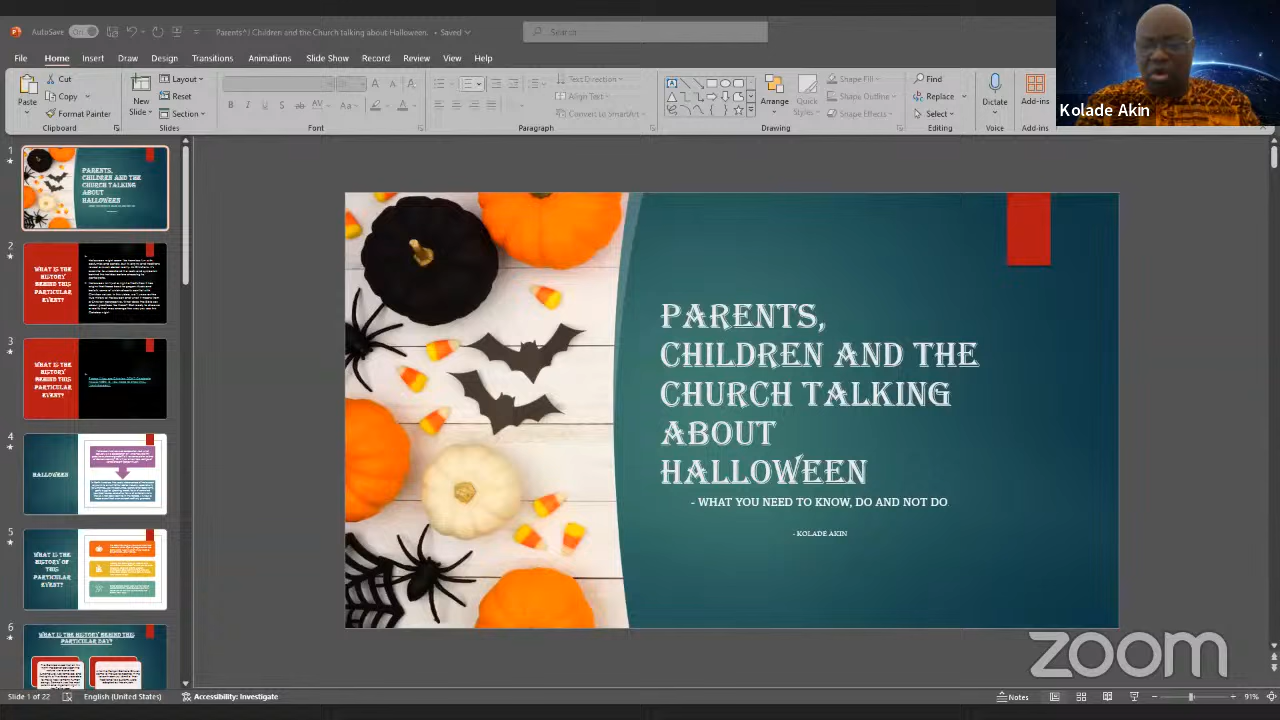 AutoSave
On
Parents^J Children and the Church talking about Halloween. • Saved
Search
File Home Insert Draw Design Transitions Animations Slide Show Record Review View Help
Paste
Cut
Copy
Format Painter
Clipboard
New
Slide
Layout
Reset
Section
Slides
Font
Text Direction
Align Text
Convert to SmartArt
Paragraph
Arrange
Quick
Styles
Shape Fill
Shape Outline
Shape Effects
Drawing
Find
Replace
Select
Editing
Dictate
Voice
Add-ins
Add-ins
Kolade Akin
1
PARENTS,
CHILDREN AND THE
CHURCH TALKING
ABOUT
HALLOWEEN
2
WHAT IS THE
HISTORY
BEHIND THIS
PARTICULAR
EVENT?
3
WHAT IS THE
HISTORY
BEHIND THIS
PARTICULAR
EVENT?
4
HALLOWEEN
5
WHAT IS THE
HISTORY OF
THIS
PARTICULAR
EVENT?
6
WHAT IS THE HISTORY BEHIND THIS
PARTICULAR DAY?
PARENTS,
CHILDREN AND THE
CHURCH TALKING
ABOUT
HALLOWEEN
- WHAT YOU NEED TO KNOW, DO AND NOT DO
- KOLADE AKIN
zoom
Slide 1 of 22
English (United States)
Accessibility: Investigate
Notes
91%